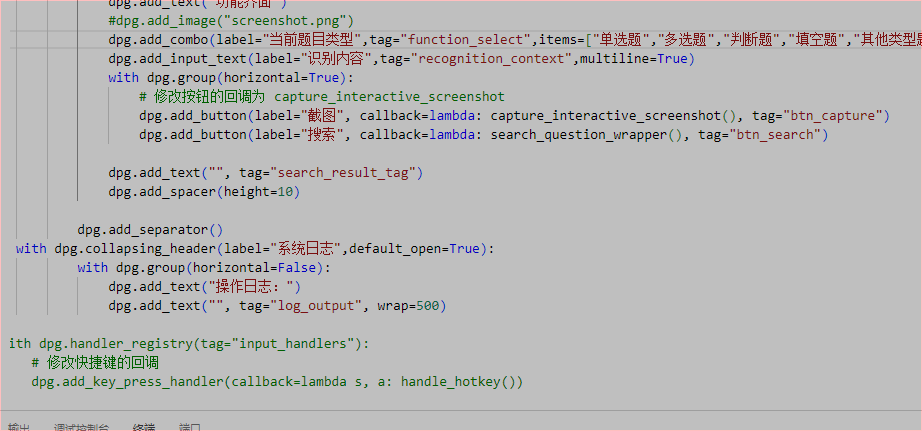 dpg.add_text("功能界面")
#dpg.add_image("screenshot.png")
dpg.add_combo(label="当前题目类型",tag="function_select",items=["单选题","多选题","判断题","填空题","其他类型题
dpg.add_input_text(label="识别内容",tag="recognition_context",multiline=True)
with dpg.group(horizontal=True):
# 修改按钮的回调为 capture_interactive_screenshot
dpg.add_button(label="截图", callback=lambda: capture_interactive_screenshot(), tag="btn_capture")
dpg.add_button(label="搜索", callback=lambda: search_question_wrapper(), tag="btn_search")
dpg.add_text("", tag="search_result_tag")
dpg.add_spacer(height=10)
dpg.add_separator()
with dpg.collapsing_header(label="系统日志",default_open=True):
with dpg.group(horizontal=False):
dpg.add_text("操作日志：")
dpg.add_text("", tag="log_output", wrap=500)
ith dpg.handler_registry(tag="input_handlers"):
# 修改快捷键的回调
dpg.add_key_press_handler(callback=lambda s, a: handle_hotkey())
输出 调试控制台 终端 端口